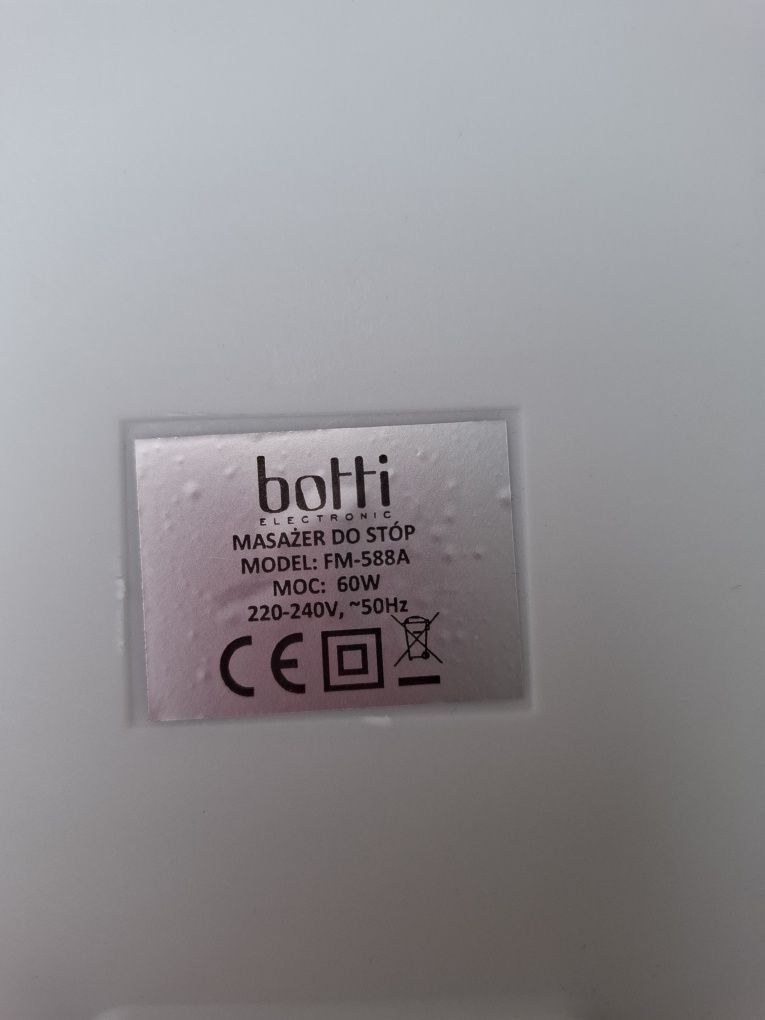 botti
ELECTRONIC
MASAŻER DO STÓP
MODEL: FM-588A
MOC: 60W
220-240V, ~50Hz
CE